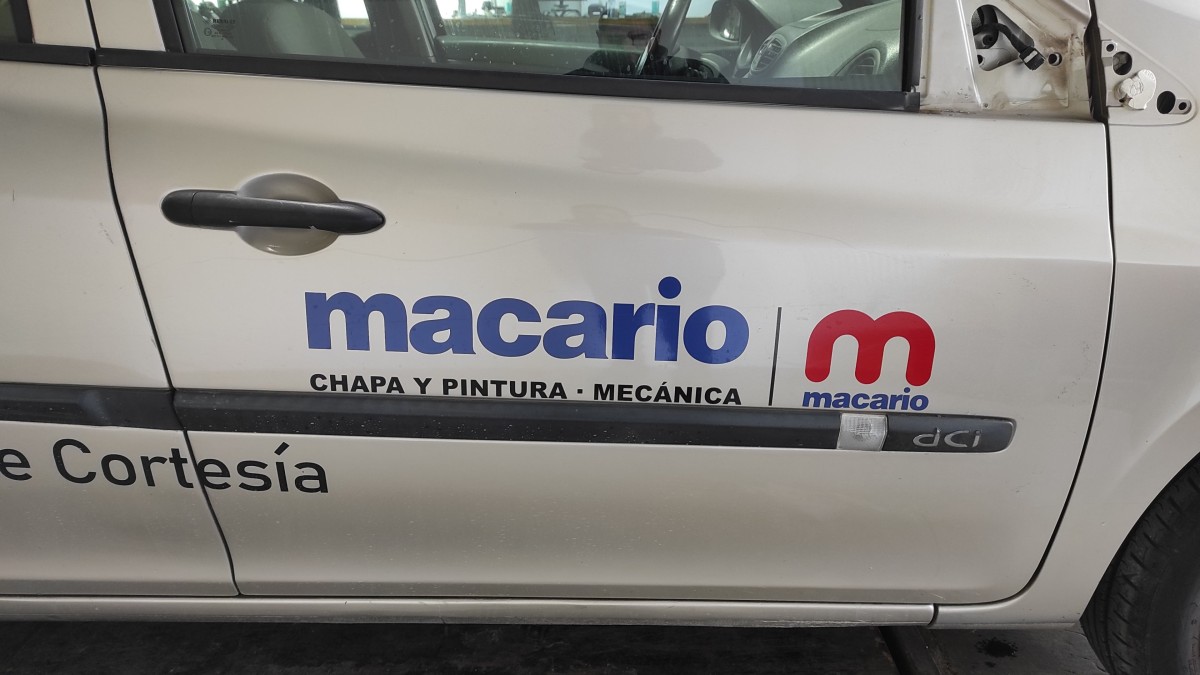 macario
CHAPA Y PINTURA · MECÁNICA
m
macario
dCi
e Cortesía